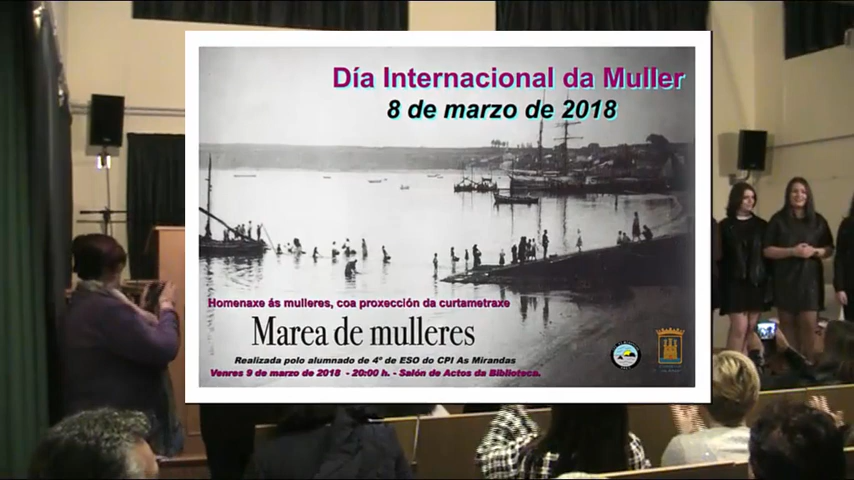 Día Internacional da Muller
8 de marzo de 2018
Homenaxe ás mulleres, coa proxección da curtametraxe
Marea de mulleres
Realizada polo alumnado de 4º de ESO do CPI As Mirandas
Venres 9 de marzo de 2018 - 20:00 h. - Salón de Actos da Biblioteca.